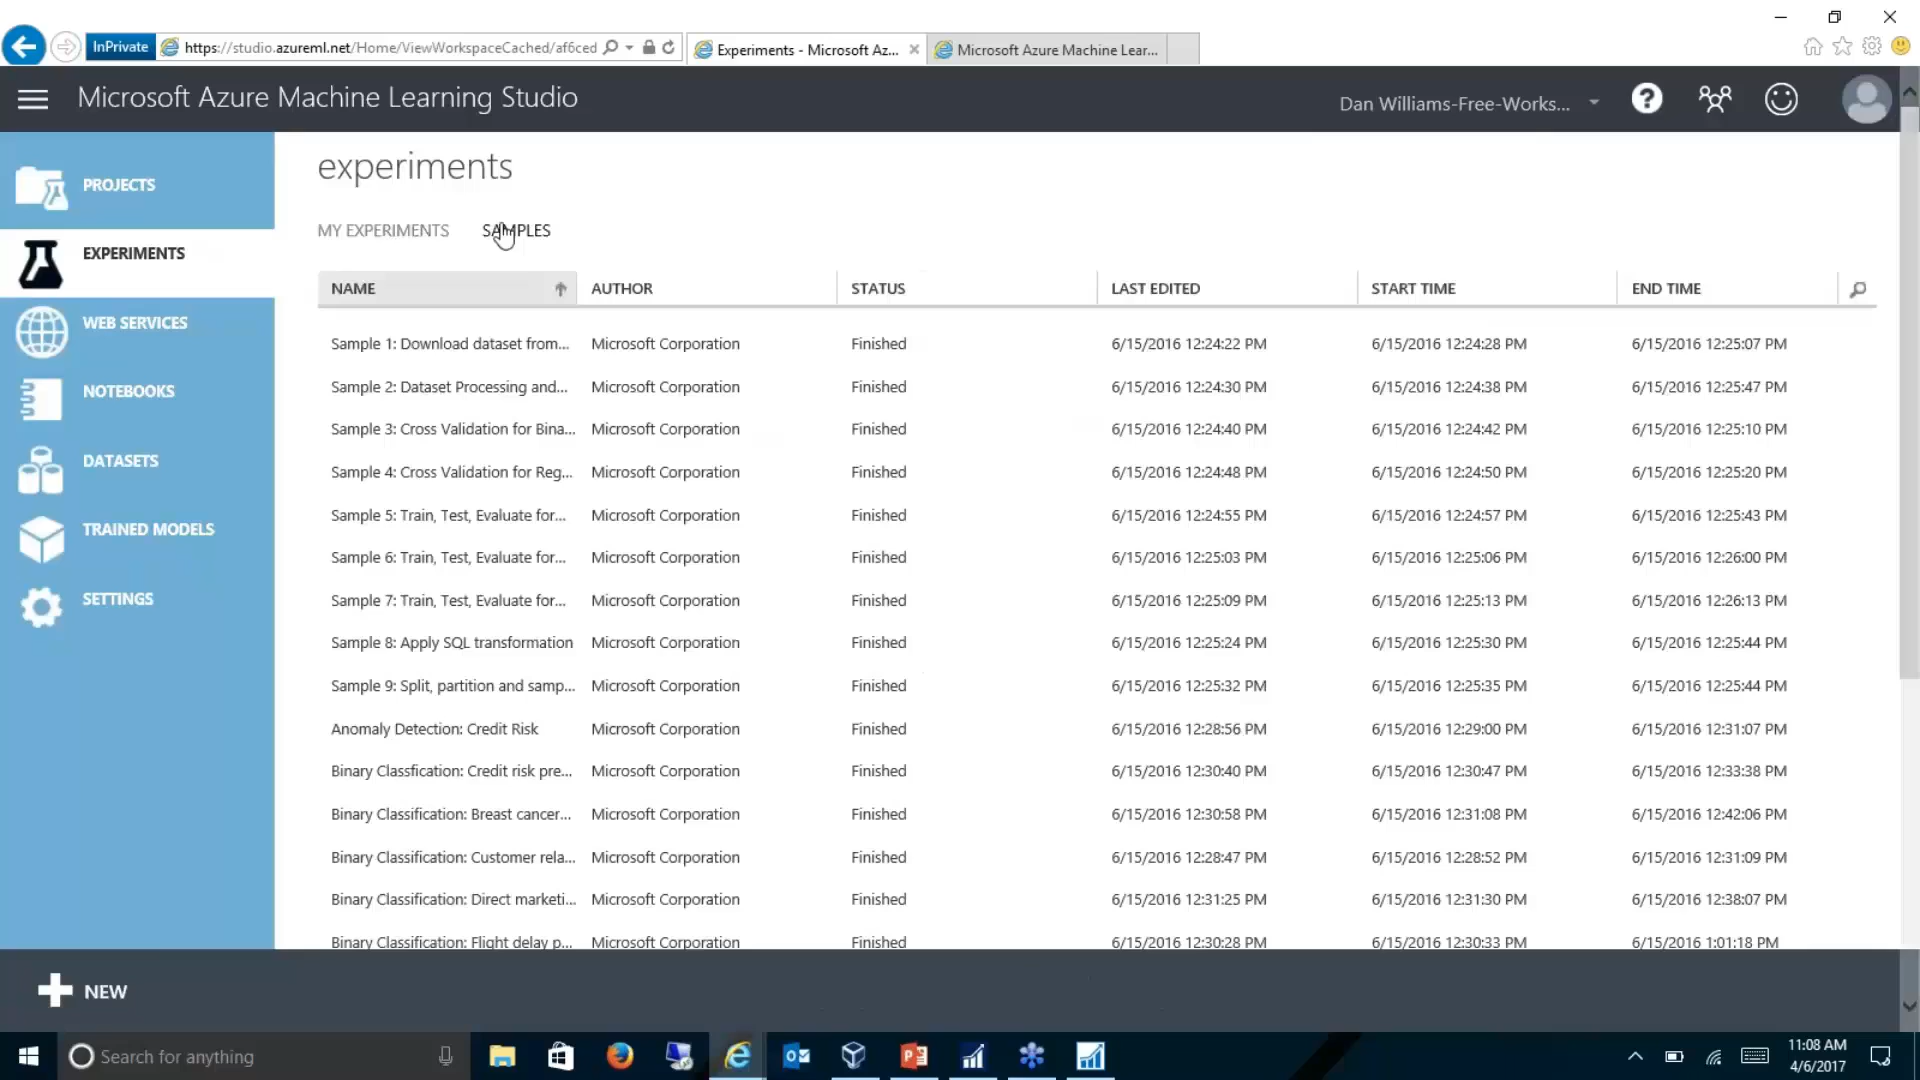 InPrivate
https://studio.azureml.net/Home/ViewWorkspaceCached/af6ced
Experiments - Microsoft Az...
Microsoft Azure Machine Lear...
Microsoft Azure Machine Learning Studio
Dan Williams-Free-Works...
PROJECTS
EXPERIMENTS
WEB SERVICES
NOTEBOOKS
DATASETS
TRAINED MODELS
SETTINGS
experiments
MY EXPERIMENTS SAMPLES
NAME AUTHOR STATUS LAST EDITED START TIME END TIME
Sample 1: Download dataset from... Microsoft Corporation Finished 6/15/2016 12:24:22 PM 6/15/2016 12:24:28 PM 6/15/2016 12:25:07 PM
Sample 2: Dataset Processing and... Microsoft Corporation Finished 6/15/2016 12:24:30 PM 6/15/2016 12:24:38 PM 6/15/2016 12:25:47 PM
Sample 3: Cross Validation for Bina... Microsoft Corporation Finished 6/15/2016 12:24:40 PM 6/15/2016 12:24:42 PM 6/15/2016 12:25:10 PM
Sample 4: Cross Validation for Reg... Microsoft Corporation Finished 6/15/2016 12:24:48 PM 6/15/2016 12:24:50 PM 6/15/2016 12:25:20 PM
Sample 5: Train, Test, Evaluate for... Microsoft Corporation Finished 6/15/2016 12:24:55 PM 6/15/2016 12:24:57 PM 6/15/2016 12:25:43 PM
Sample 6: Train, Test, Evaluate for... Microsoft Corporation Finished 6/15/2016 12:25:03 PM 6/15/2016 12:25:06 PM 6/15/2016 12:26:00 PM
Sample 7: Train, Test, Evaluate for... Microsoft Corporation Finished 6/15/2016 12:25:09 PM 6/15/2016 12:25:13 PM 6/15/2016 12:26:13 PM
Sample 8: Apply SQL transformation Microsoft Corporation Finished 6/15/2016 12:25:24 PM 6/15/2016 12:25:30 PM 6/15/2016 12:25:44 PM
Sample 9: Split, partition and samp... Microsoft Corporation Finished 6/15/2016 12:25:32 PM 6/15/2016 12:25:35 PM 6/15/2016 12:25:44 PM
Anomaly Detection: Credit Risk Microsoft Corporation Finished 6/15/2016 12:28:56 PM 6/15/2016 12:29:00 PM 6/15/2016 12:31:07 PM
Binary Classfication: Credit risk pre... Microsoft Corporation Finished 6/15/2016 12:30:40 PM 6/15/2016 12:30:47 PM 6/15/2016 12:33:38 PM
Binary Classification: Breast cancer... Microsoft Corporation Finished 6/15/2016 12:30:58 PM 6/15/2016 12:31:08 PM 6/15/2016 12:42:06 PM
Binary Classification: Customer rela... Microsoft Corporation Finished 6/15/2016 12:28:47 PM 6/15/2016 12:28:52 PM 6/15/2016 12:31:09 PM
Binary Classification: Direct marketi... Microsoft Corporation Finished 6/15/2016 12:31:25 PM 6/15/2016 12:31:30 PM 6/15/2016 12:38:07 PM
Binary Classification: Flight delay p... Microsoft Corporation Finished 6/15/2016 12:30:28 PM 6/15/2016 12:30:33 PM 6/15/2016 1:01:18 PM
NEW
Search for anything
11:08 AM
4/6/2017